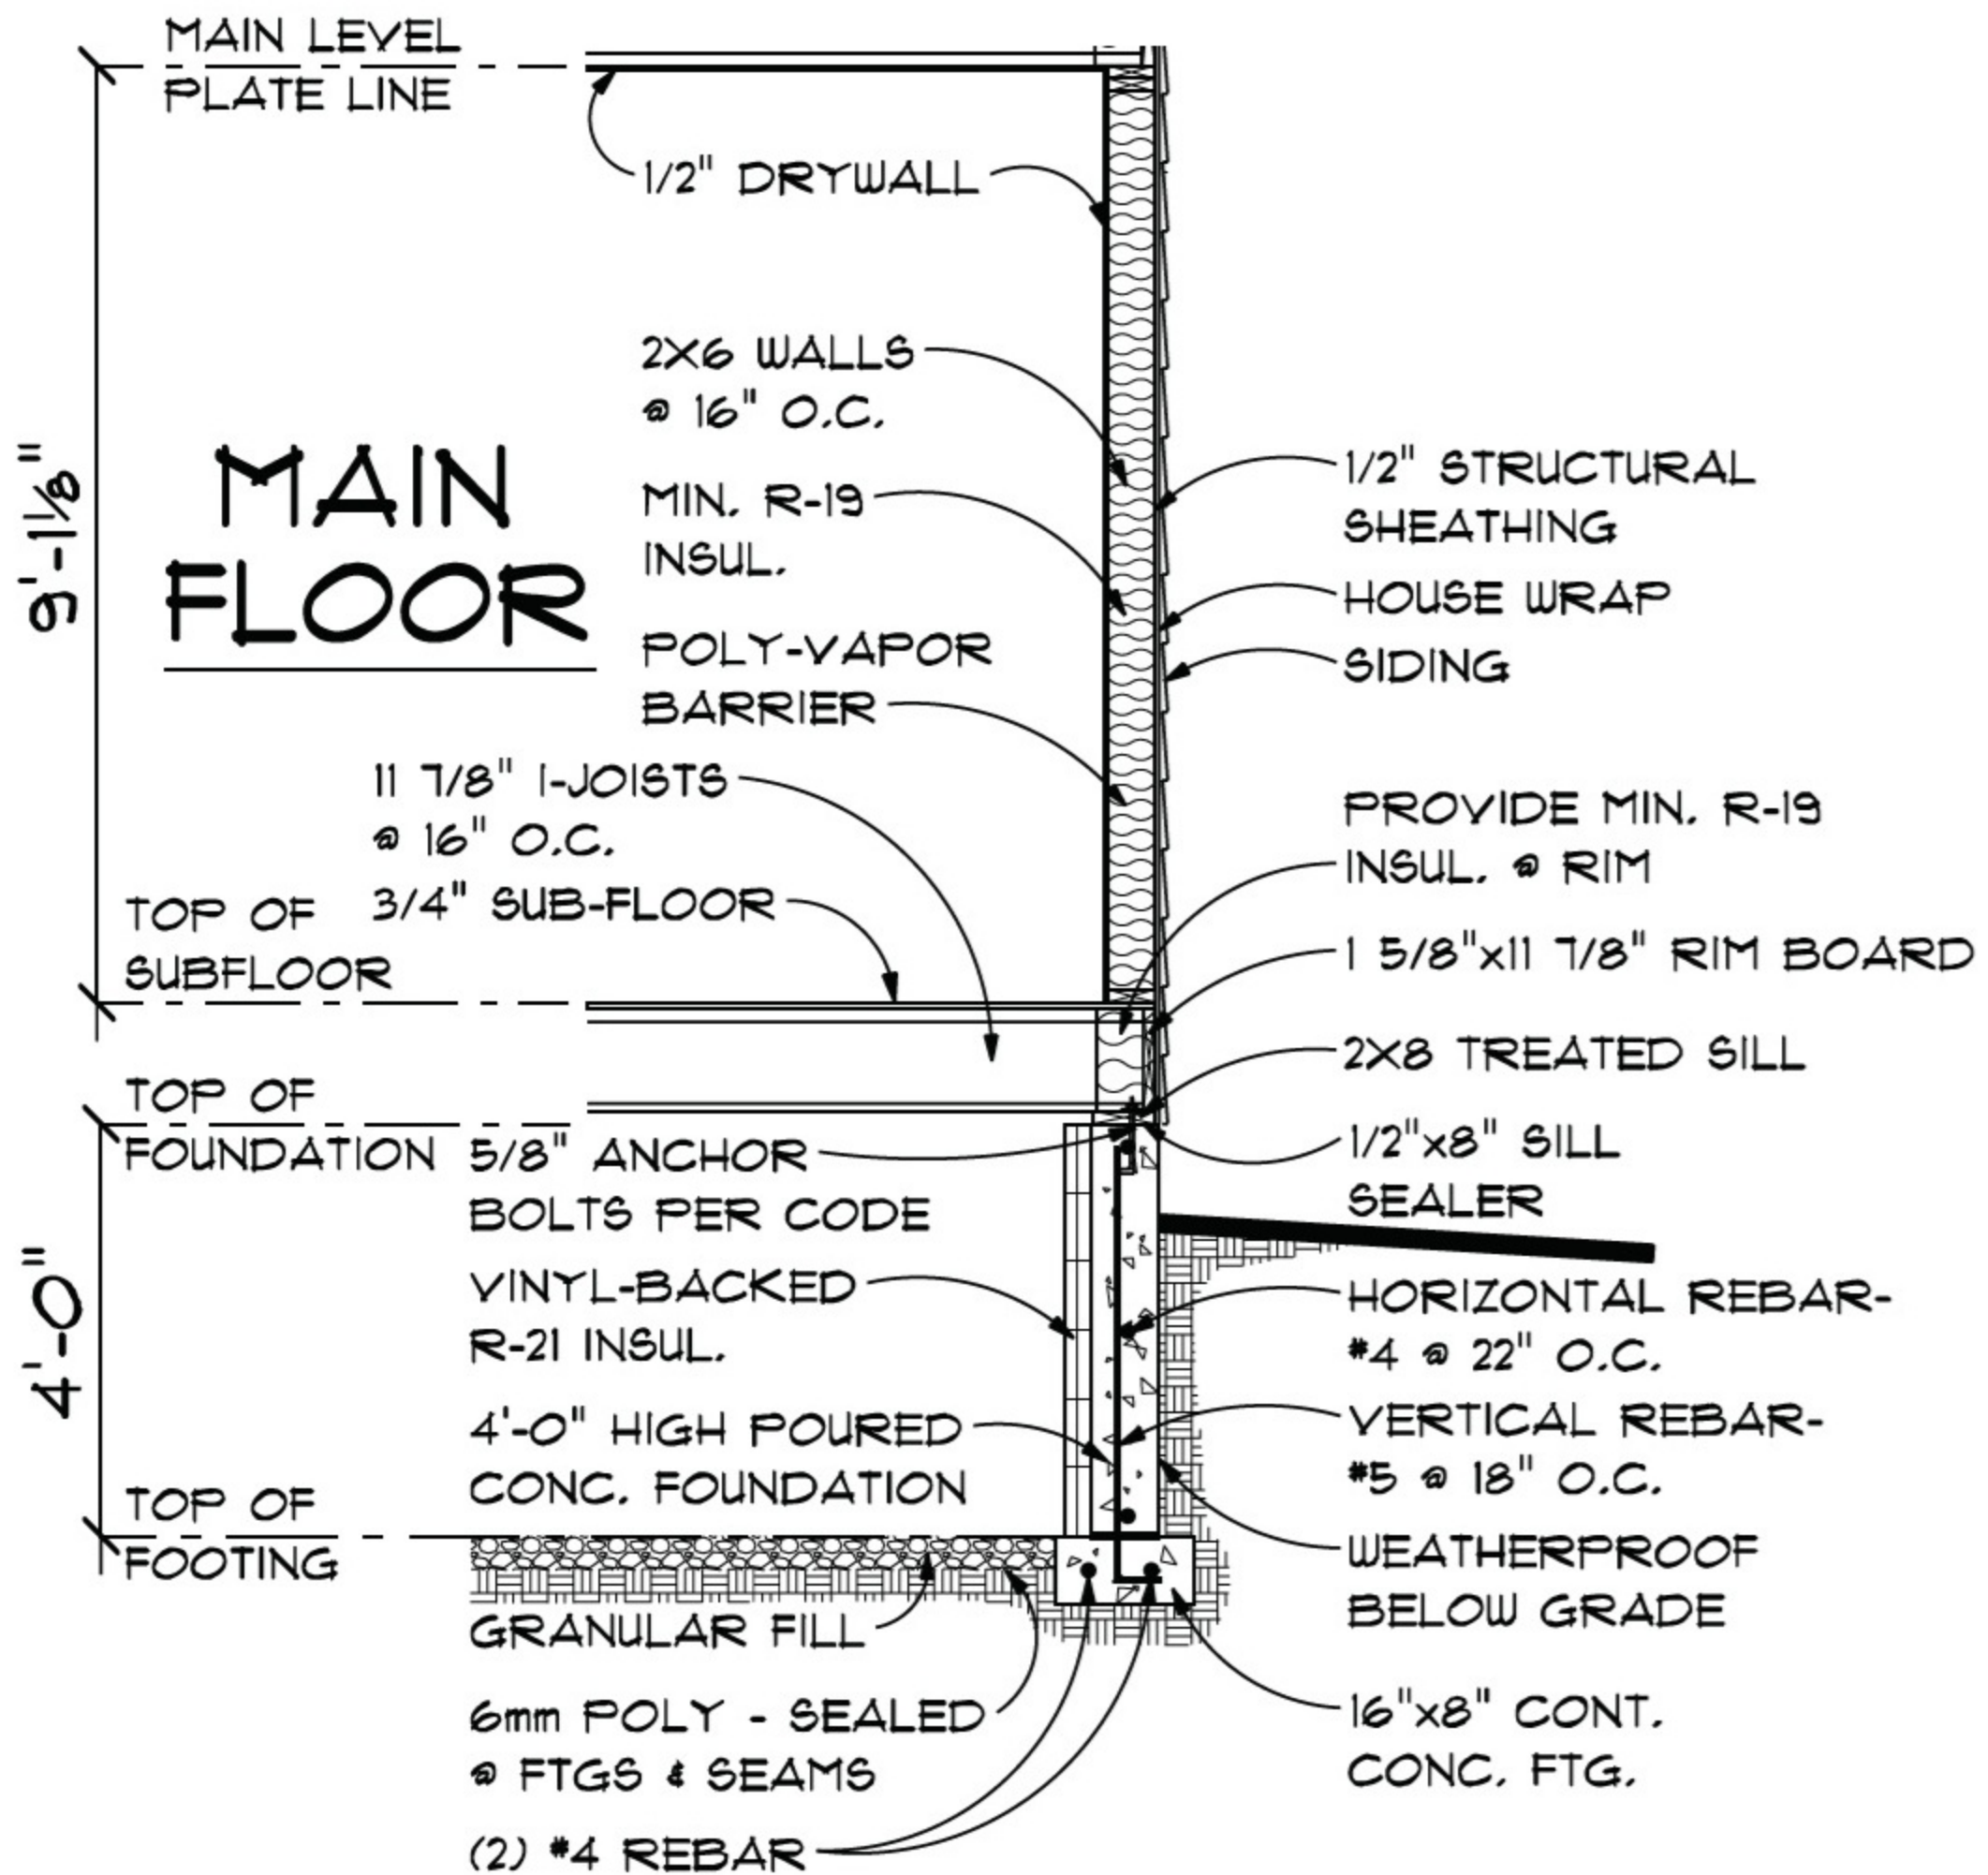 MAIN LEVEL
PLATE LINE
1/2" DRYWALL
2X6 WALLS
@ 16" O.C.
MIN. R-19
INSUL.
POLY-VAPOR
BARRIER
9'-1 1/8"
MAIN
FLOOR
11 7/8" I-JOISTS
@ 16" O.C.
3/4" SUB-FLOOR
TOP OF
SUBFLOOR
1/2" STRUCTURAL
SHEATHING
HOUSE WRAP
SIDING
PROVIDE MIN. R-19
INSUL. @ RIM
1 5/8"x11 7/8" RIM BOARD
2X8 TREATED SILL
1/2"x8" SILL
SEALER
TOP OF
FOUNDATION
4'-0"
5/8" ANCHOR
BOLTS PER CODE
VINYL-BACKED
R-21 INSUL.
4'-0" HIGH POURED
CONC. FOUNDATION
TOP OF
FOOTING
GRANULAR FILL
6mm POLY - SEALED
@ FTGS & SEAMS
(2) #4 REBAR
HORIZONTAL REBAR-
#4 @ 22" O.C.
VERTICAL REBAR-
#5 @ 18" O.C.
WEATHERPROOF
BELOW GRADE
16"x8" CONT.
CONC. FTG.